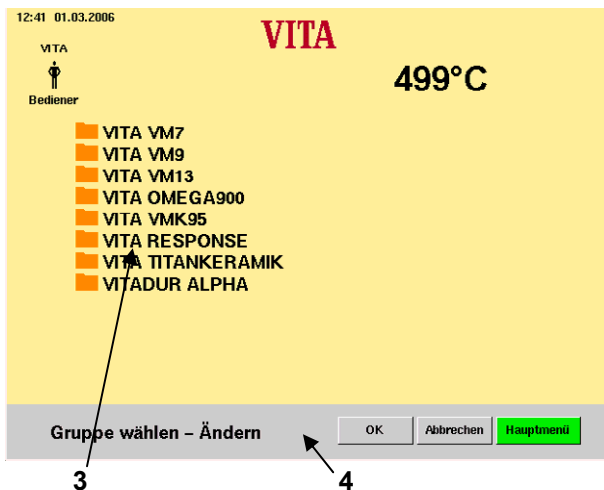 12:41 01.03.2006
VITA
VITA
499°C
Bediener
VITA VM7
VITA VM9
VITA VM13
VITA OMEGA900
VITA VMK95
VITA RESPONSE
VITA TITANKERAMIK
VITADUR ALPHA
Gruppe wählen – Ändern OK Abbrechen Hauptmenü
3 4